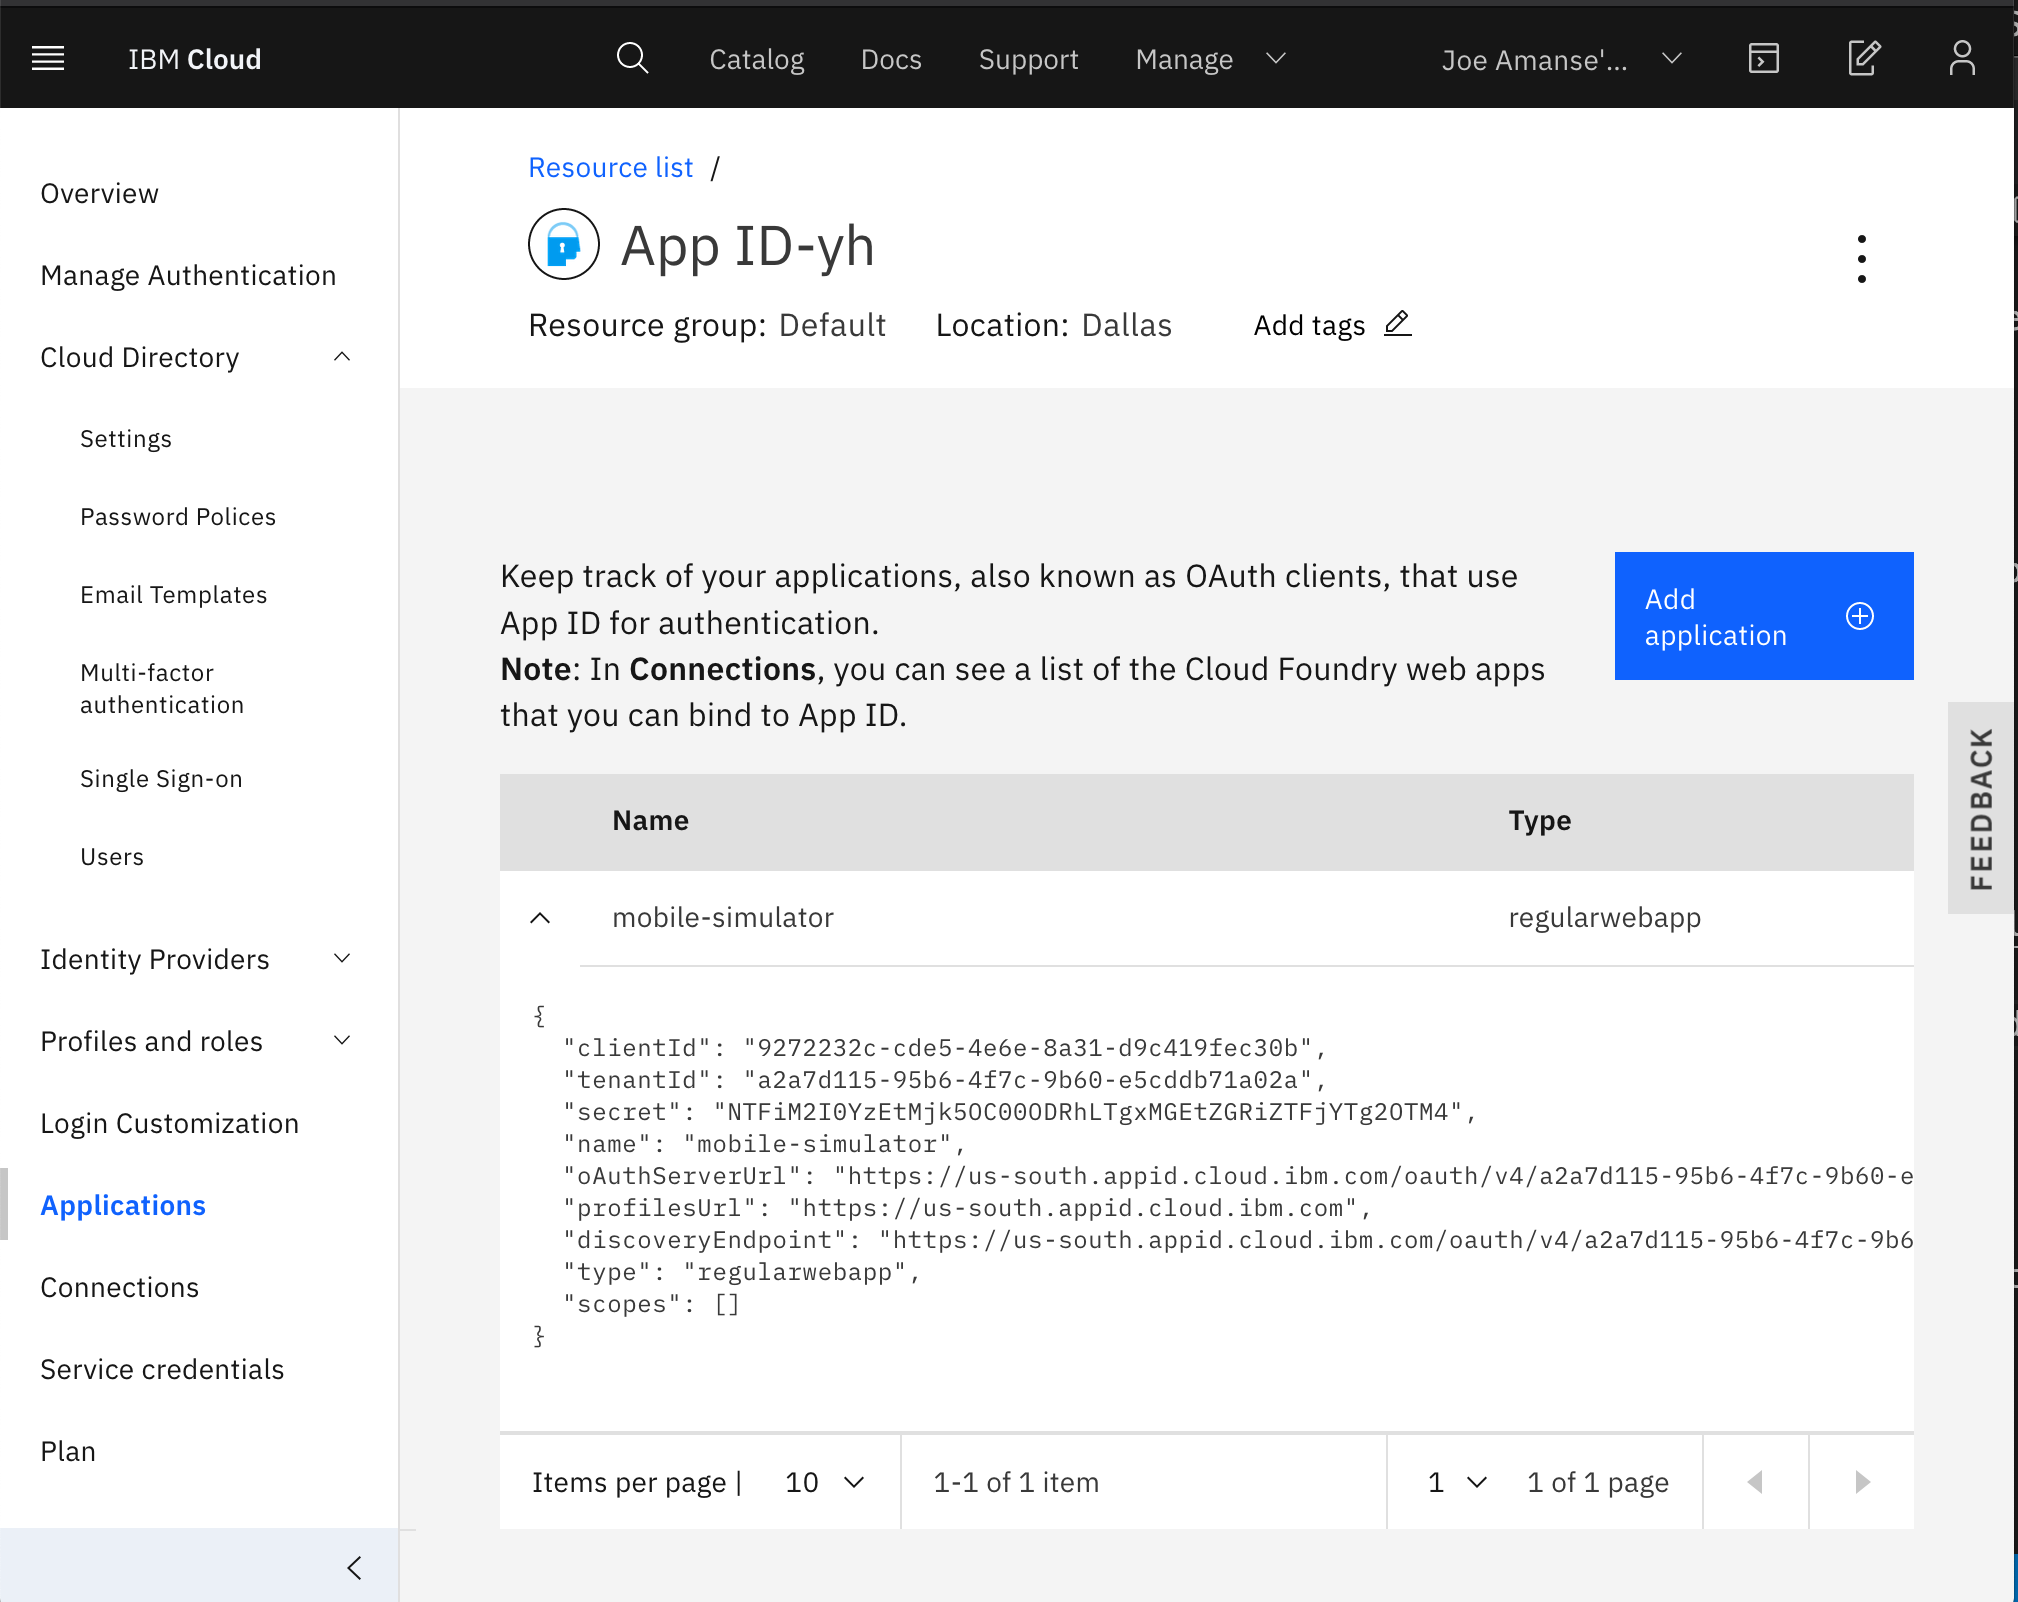 IBM Cloud
Catalog
Docs
Support
Manage
Joe Amanse'...
Overview
Manage Authentication
Cloud Directory
Settings
Password Polices
Email Templates
Multi-factor
authentication
Single Sign-on
Users
Identity Providers
Profiles and roles
Login Customization
Applications
Connections
Service credentials
Plan
Resource list /
App ID-yh
Resource group: Default
Location: Dallas
Add tags
Keep track of your applications, also known as OAuth clients, that use
App ID for authentication.
Note: In Connections, you can see a list of the Cloud Foundry web apps
that you can bind to App ID.
Add
application
FEEDBACK
Name
Type
mobile-simulator
regularwebapp
{
"clientId": "9272232c-cde5-4e6e-8a31-d9c419fec30b",
"tenantId": "a2a7d115-95b6-4f7c-9b60-e5cddb71a02a",
"secret": "NTFiM2I0YzEtMjk5OC00ODRhLTgxMGEtZGRiZTFjYTg2OTM4",
"name": "mobile-simulator",
"oAuthServerUrl": "https://us-south.appid.cloud.ibm.com/oauth/v4/a2a7d115-95b6-4f7c-9b60-e
"profilesUrl": "https://us-south.appid.cloud.ibm.com",
"discoveryEndpoint": "https://us-south.appid.cloud.ibm.com/oauth/v4/a2a7d115-95b6-4f7c-9b6
"type": "regularwebapp",
"scopes": []
}
Items per page | 10
1-1 of 1 item
1
1 of 1 page